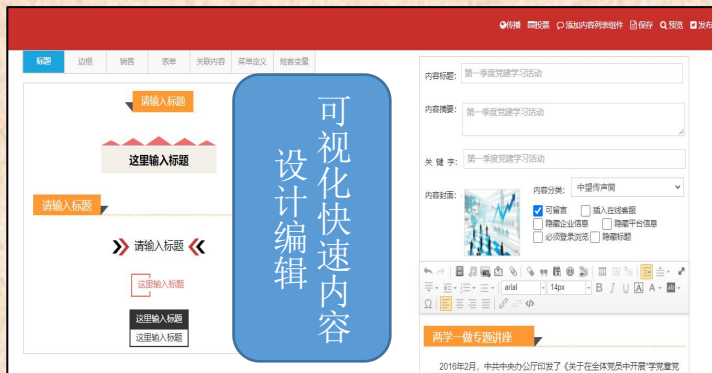 传播 投票 添加内容列表组件 保存 预览 发布
标题 边框 销售 表单 关联内容 菜单定义 炫客变量
请输入标题
这里输入标题
请输入标题
请输入标题
这里输入标题
这里输入标题
这里输入标题
可视化快速内容
设计编辑
内容标题: 第一季度党建学习活动
内容摘要: 第一季度党建学习活动
关 键 字: 第一季度党建学习活动
内容封面:
内容分类: 中望传声筒
可留言 插入在线客服
隐藏企业信息 隐藏平台信息
必须登录浏览 隐藏标题
arial 14px B I U A A
Ω
两学一做专题讲座
2016年2月,中共中央办公厅印发了《关于在全体党员中开展“学党章党